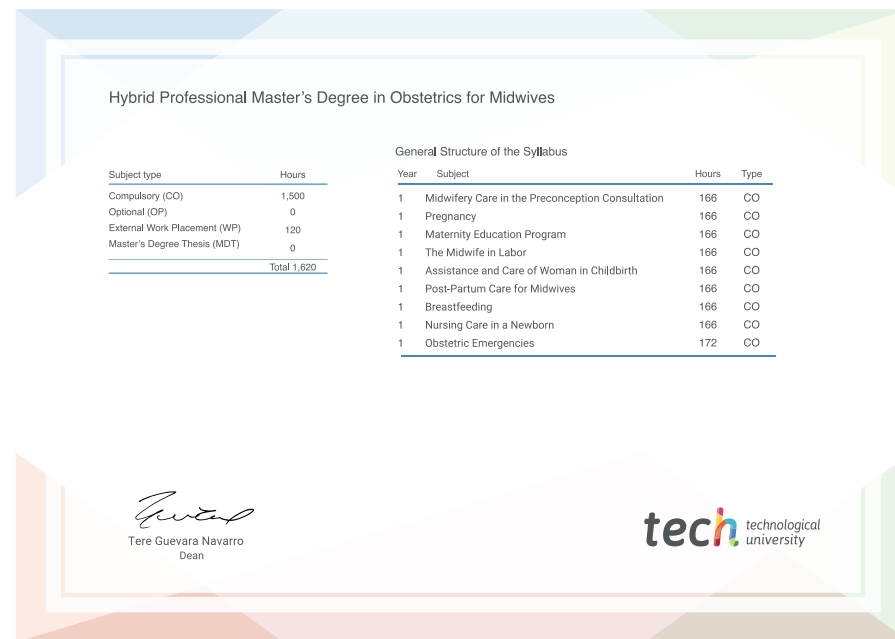 Hybrid Professional Master's Degree in Obstetrics for Midwives
Subject type Hours
Compulsory (CO) 1,500
Optional (OP) 0
External Work Placement (WP) 120
Master's Degree Thesis (MDT) 0
Total 1,620
General Structure of the Syllabus
Year Subject Hours Type
1 Midwifery Care in the Preconception Consultation 166 CO
1 Pregnancy 166 CO
1 Maternity Education Program 166 CO
1 The Midwife in Labor 166 CO
1 Assistance and Care of Woman in Childbirth 166 CO
1 Post-Partum Care for Midwives 166 CO
1 Breastfeeding 166 CO
1 Nursing Care in a Newborn 166 CO
1 Obstetric Emergencies 172 CO
Tere Guevara Navarro
Dean
tech technological
university